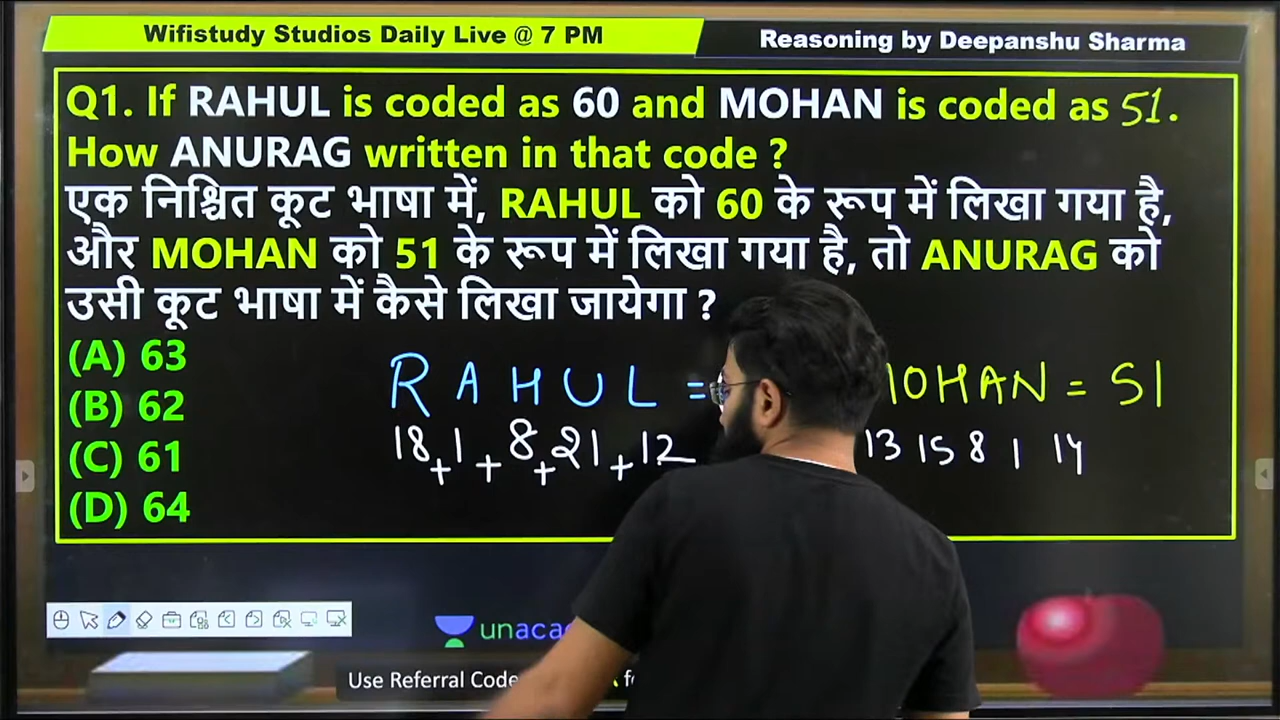 Wifistudy Studios Daily Live @ 7 PM
Reasoning by Deepanshu Sharma
Q1. If RAHUL is coded as 60 and MOHAN is coded as 51.
How ANURAG written in that code ?
एक निश्चित कूट भाषा में, RAHUL को 60 के रूप में लिखा गया है,
और MOHAN को 51 के रूप में लिखा गया है, तो ANURAG को
उसी कूट भाषा में कैसे लिखा जायेगा ?
(A) 63
(B) 62
(C) 61
(D) 64
RAHUL =
18 + 1 + 8 + 21 + 12
OHAN = 51
13 15 8 1 14
Use Referral Code